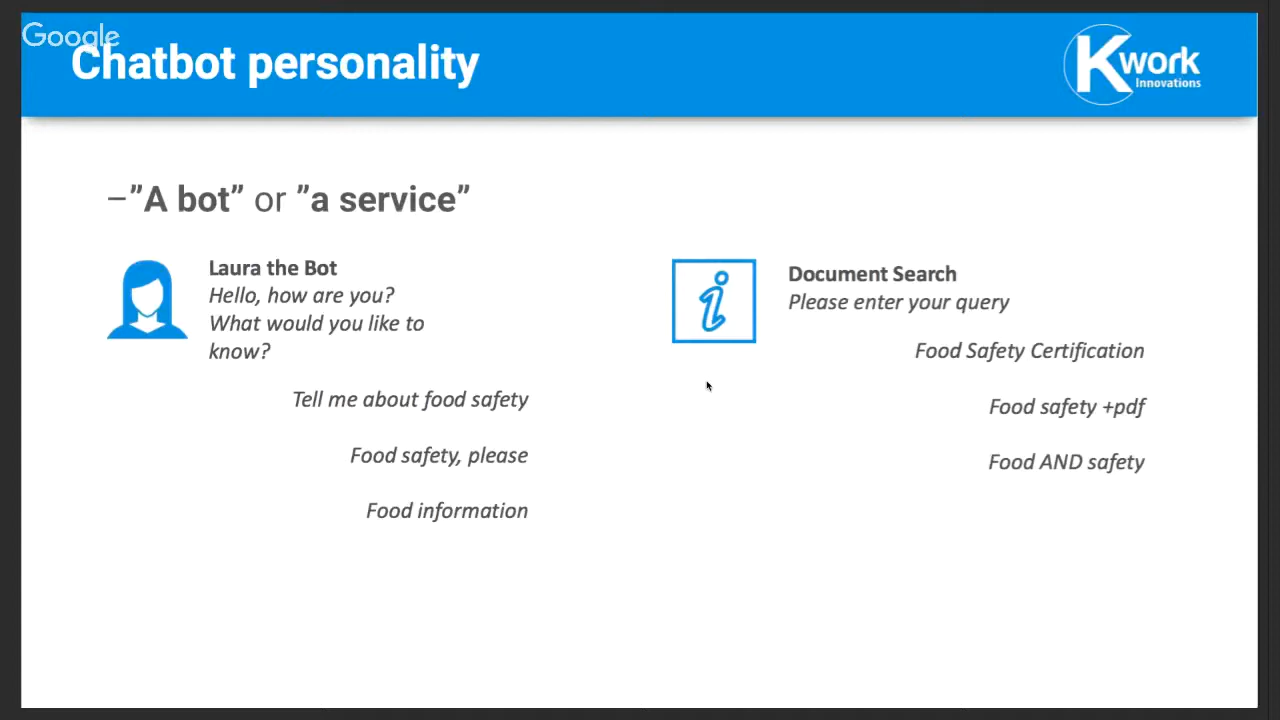 Google
Chatbot personality
Kwork
Innovations
–”A bot” or ”a service”
Laura the Bot
Hello, how are you?
What would you like to
know?
Tell me about food safety
Food safety, please
Food information
i
Document Search
Please enter your query
Food Safety Certification
Food safety +pdf
Food AND safety